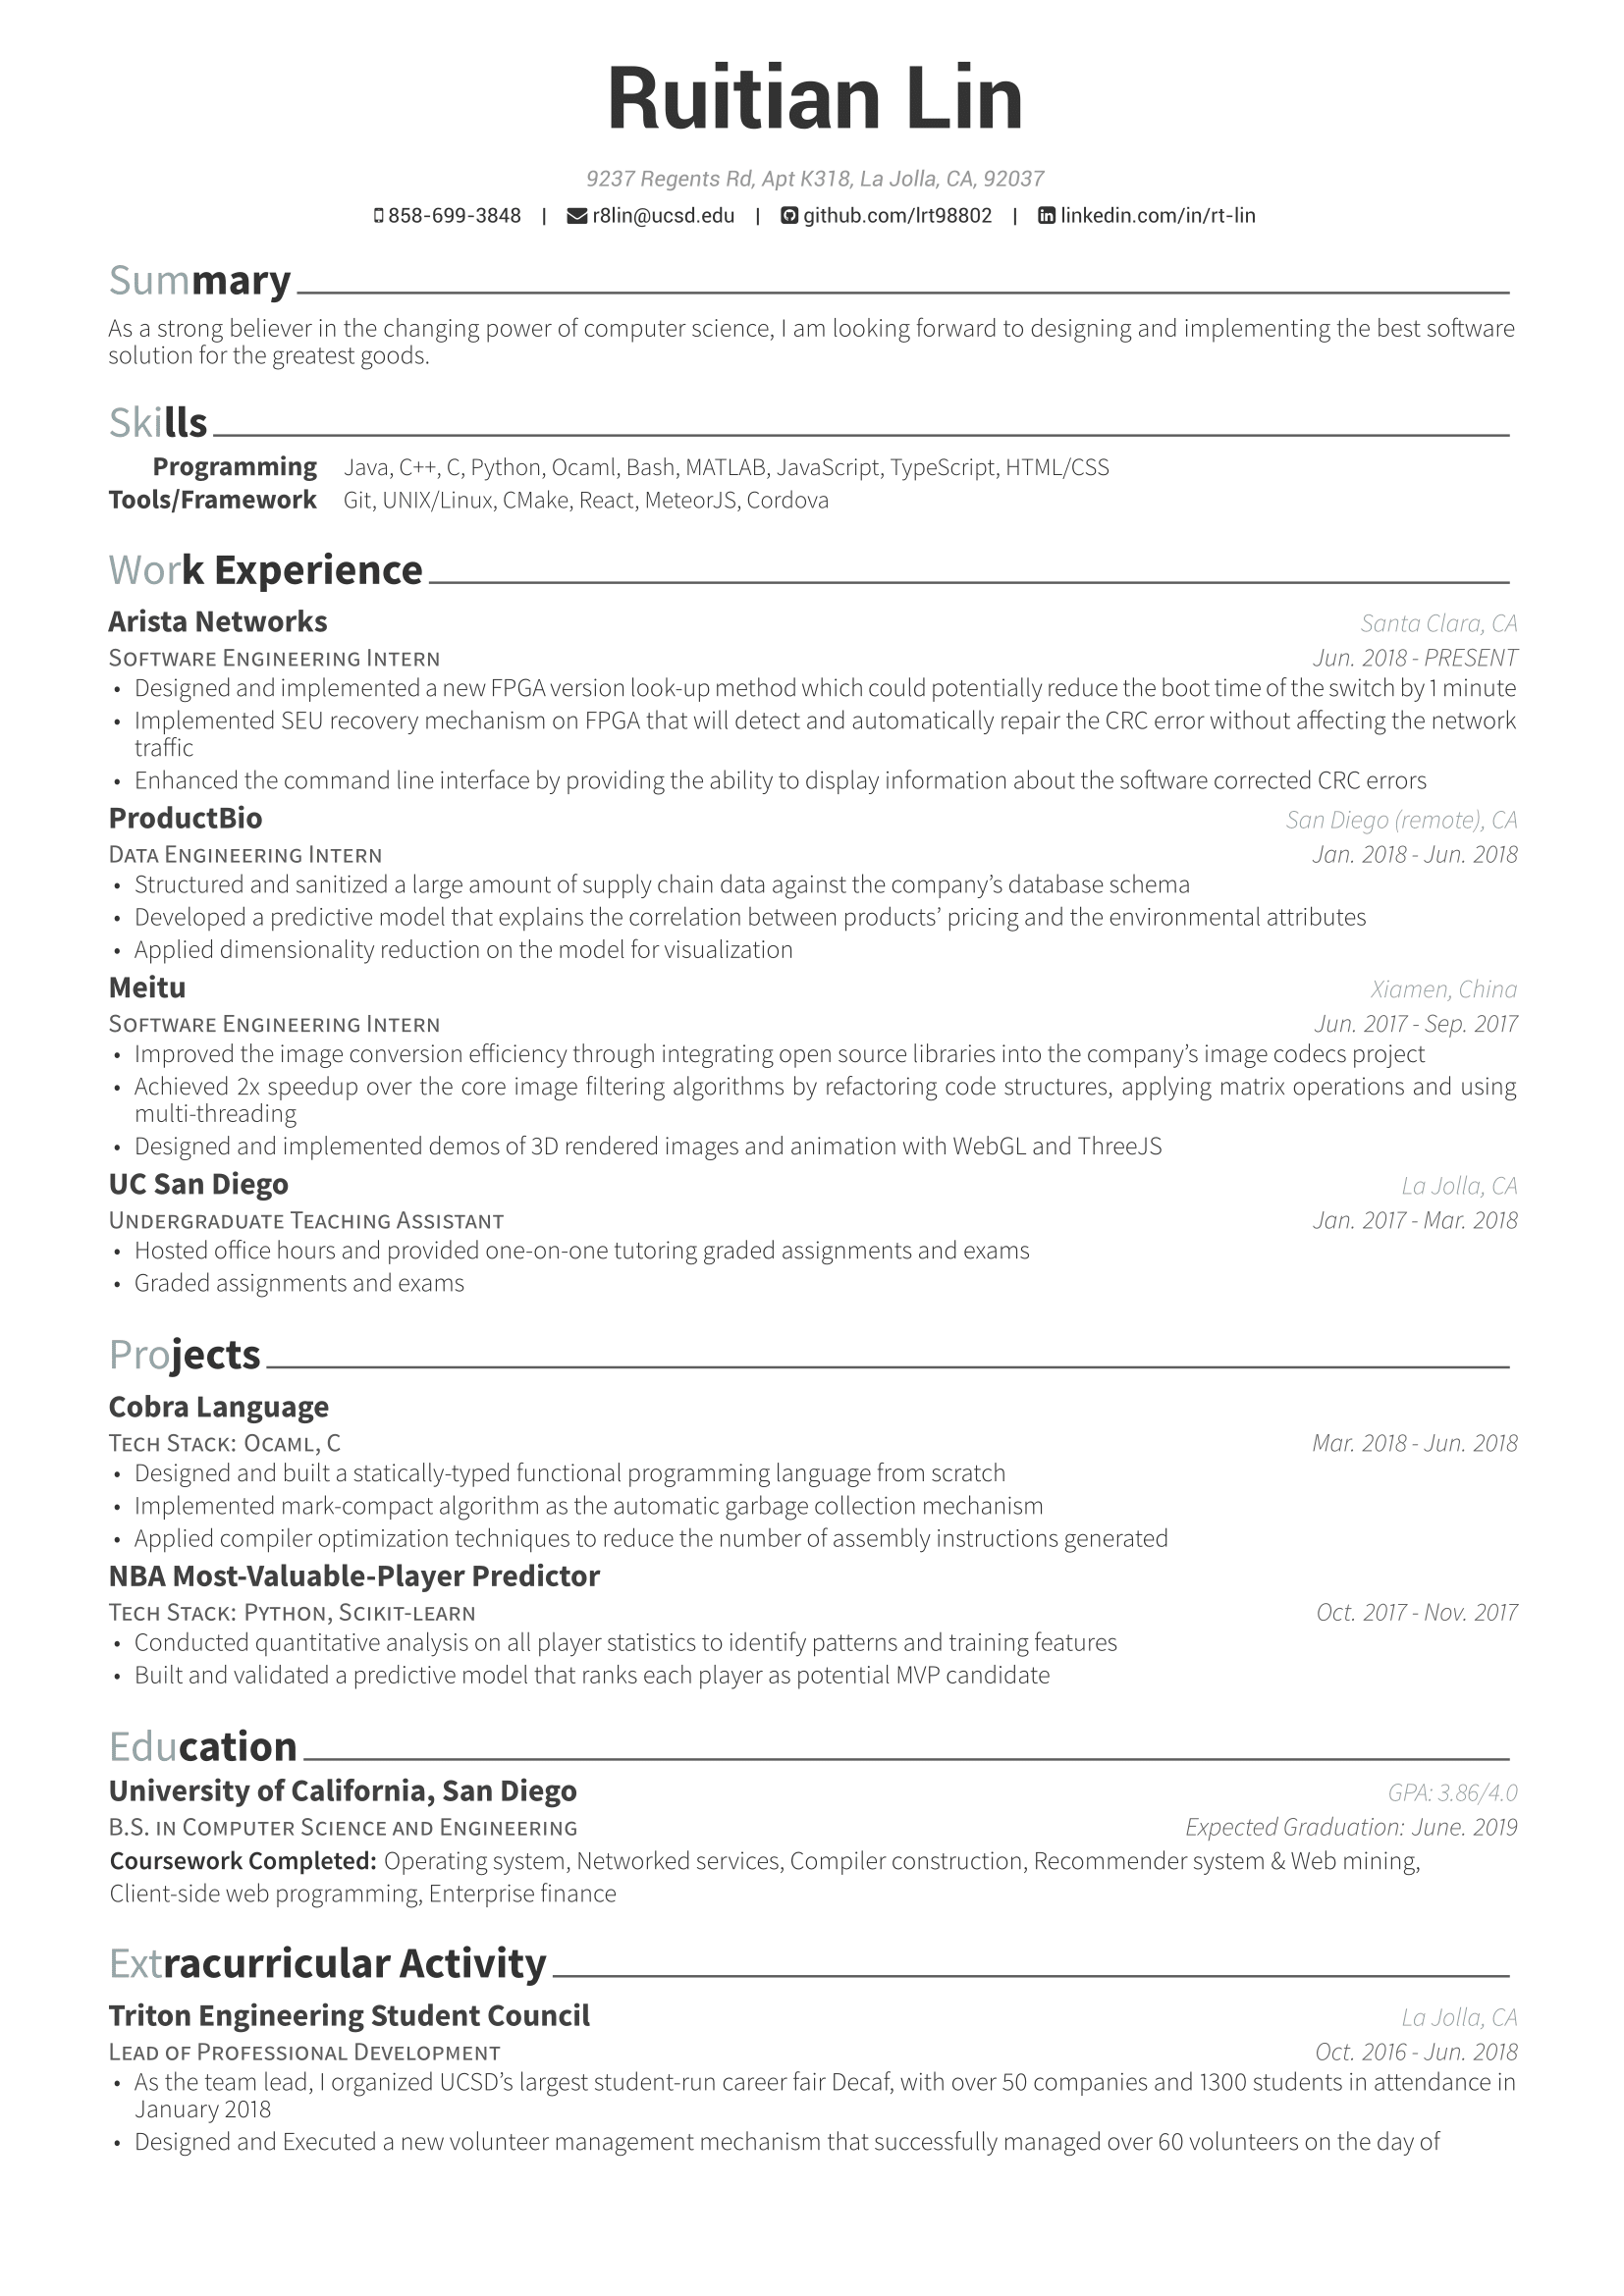 Ruitian Lin
9237 Regents Rd, Apt K318, La Jolla, CA, 92037
858-699-3848 | r8lin@ucsd.edu | github.com/lrt98802 | linkedin.com/in/rt-lin
Summary
As a strong believer in the changing power of computer science, I am looking forward to designing and implementing the best software
solution for the greatest goods.
Skills
Programming Java, C++, C, Python, Ocaml, Bash, MATLAB, JavaScript, TypeScript, HTML/CSS
Tools/Framework Git, UNIX/Linux, CMake, React, MeteorJS, Cordova
Work Experience
Arista Networks Santa Clara, CA
Software Engineering Intern Jun. 2018 - PRESENT
• Designed and implemented a new FPGA version look-up method which could potentially reduce the boot time of the switch by 1 minute
• Implemented SEU recovery mechanism on FPGA that will detect and automatically repair the CRC error without affecting the network
traffic
• Enhanced the command line interface by providing the ability to display information about the software corrected CRC errors
ProductBio San Diego (remote), CA
Data Engineering Intern Jan. 2018 - Jun. 2018
• Structured and sanitized a large amount of supply chain data against the company's database schema
• Developed a predictive model that explains the correlation between products' pricing and the environmental attributes
• Applied dimensionality reduction on the model for visualization
Meitu Xiamen, China
Software Engineering Intern Jun. 2017 - Sep. 2017
• Improved the image conversion efficiency through integrating open source libraries into the company's image codecs project
• Achieved 2x speedup over the core image filtering algorithms by refactoring code structures, applying matrix operations and using
multi-threading
• Designed and implemented demos of 3D rendered images and animation with WebGL and ThreeJS
UC San Diego La Jolla, CA
Undergraduate Teaching Assistant Jan. 2017 - Mar. 2018
• Hosted office hours and provided one-on-one tutoring graded assignments and exams
• Graded assignments and exams
Projects
Cobra Language
Tech Stack: Ocaml, C Mar. 2018 - Jun. 2018
• Designed and built a statically-typed functional programming language from scratch
• Implemented mark-compact algorithm as the automatic garbage collection mechanism
• Applied compiler optimization techniques to reduce the number of assembly instructions generated
NBA Most-Valuable-Player Predictor
Tech Stack: Python, Scikit-learn Oct. 2017 - Nov. 2017
• Conducted quantitative analysis on all player statistics to identify patterns and training features
• Built and validated a predictive model that ranks each player as potential MVP candidate
Education
University of California, San Diego GPA: 3.86/4.0
B.S. in Computer Science and Engineering Expected Graduation: June. 2019
Coursework Completed: Operating system, Networked services, Compiler construction, Recommender system & Web mining,
Client-side web programming, Enterprise finance
Extracurricular Activity
Triton Engineering Student Council La Jolla, CA
Lead of Professional Development Oct. 2016 - Jun. 2018
• As the team lead, I organized UCSD's largest student-run career fair Decaf, with over 50 companies and 1300 students in attendance in
January 2018
• Designed and Executed a new volunteer management mechanism that successfully managed over 60 volunteers on the day of